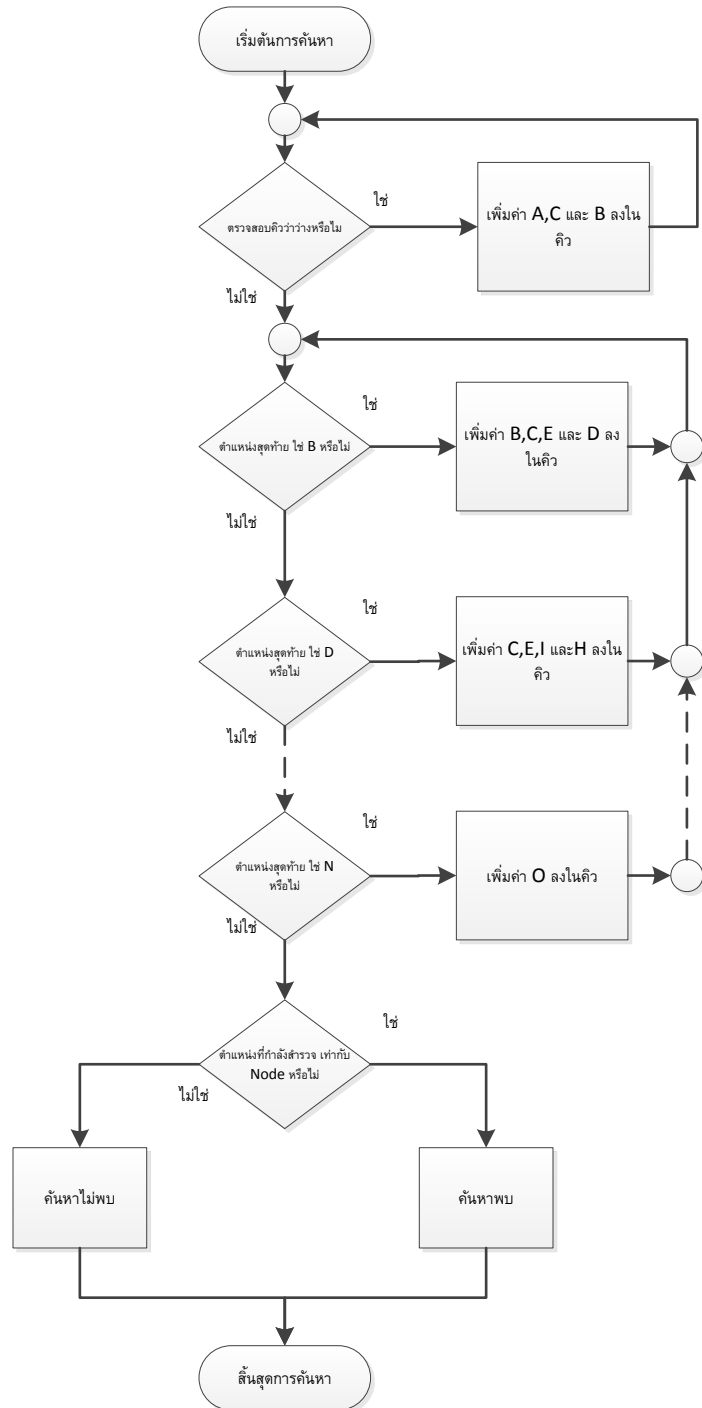 เริ่มต้นการค้นหา
ตรวจสอบคิวว่าว่างหรือไม
ใช่
เพิ่มค่า A,C และ B ลงใน
คิว
ไม่ใช่
ตำแหน่งสุดท้าย ใช่ B หรือไม่
ใช่
เพิ่มค่า B,C,E และ D ลง
ในคิว
ไม่ใช่
ตำแหน่งสุดท้าย ใช่ D
หรือไม่
ใช่
เพิ่มค่า C,E,I และH ลงใน
คิว
ไม่ใช่
ตำแหน่งสุดท้าย ใช่ N
หรือไม่
ใช่
เพิ่มค่า O ลงในคิว
ไม่ใช่
ตำแหน่งที่กำลังสำรวจ เท่ากับ
Node หรือไม่
ใช่
ไม่ใช่
ค้นหาไม่พบ
ค้นหาพบ
สิ้นสุดการค้นหา